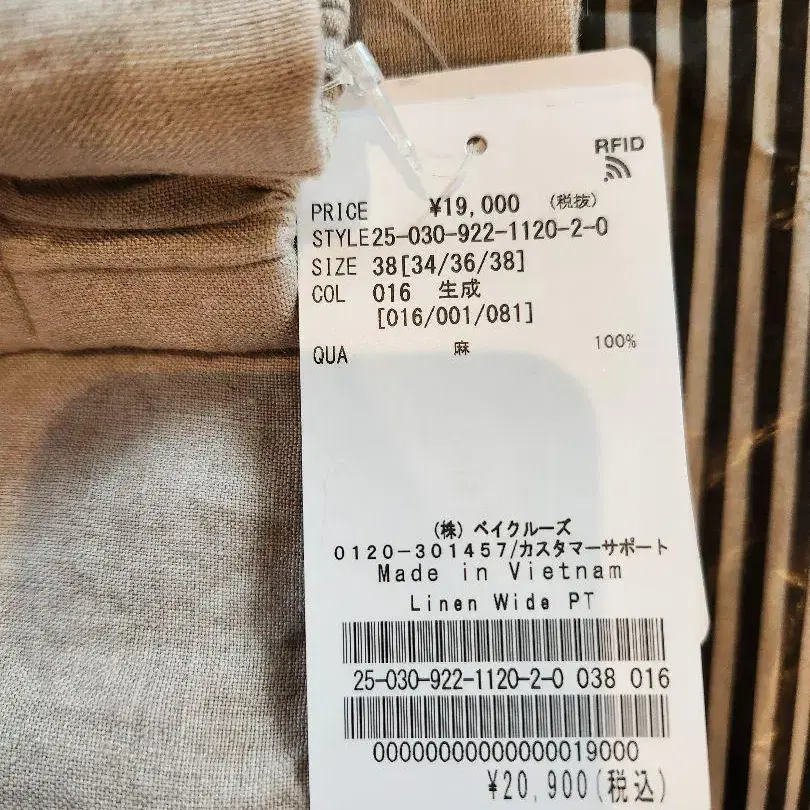 RFID
PRICE ¥19,000 (税抜)
STYLE 25-030-922-1120-2-0
SIZE 38[34/36/38]
COL 016 生成
[016/001/081]
QUA 麻 100%
(株) ベイクルーズ
0120-301457/カスタマーサポート
Made in Vietnam
Linen Wide PT
25-030-922-1120-2-0 038 016
00000000000000019000
¥20,900(税込)